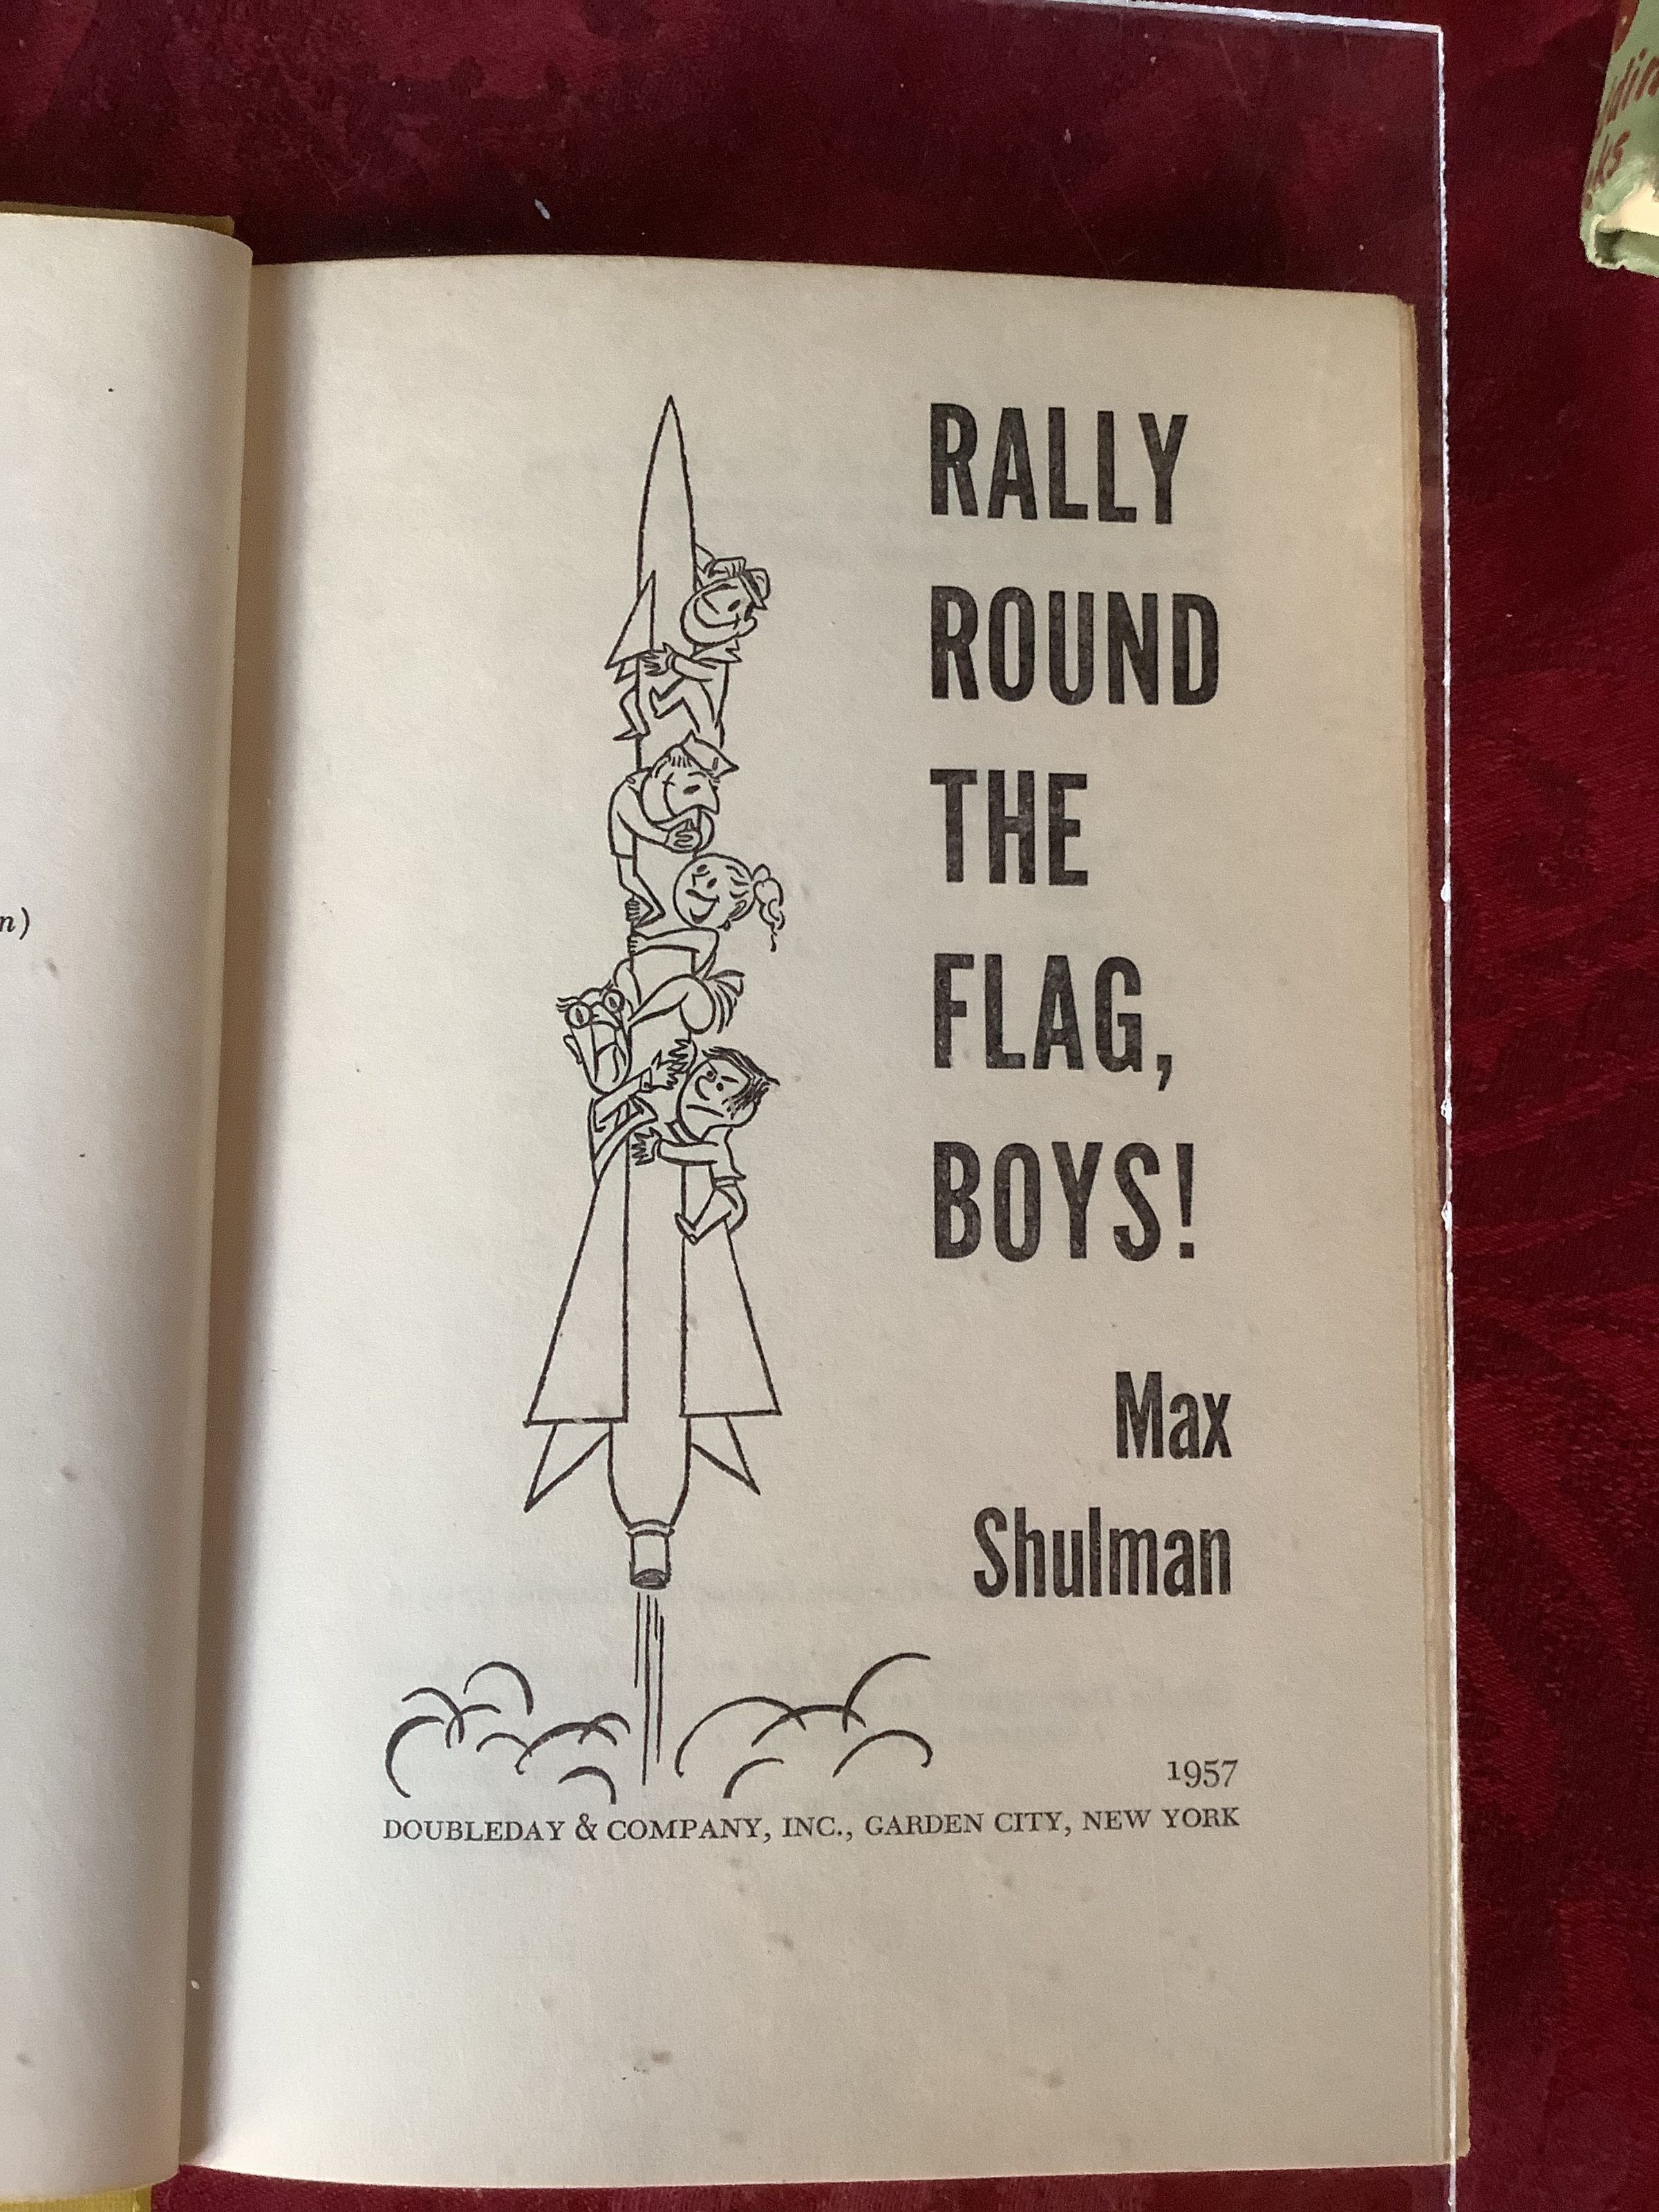 n)
RALLY
ROUND
THE
FLAG,
BOYS!
Max
Shulman
1957
DOUBLEDAY & COMPANY, INC., GARDEN CITY, NEW YORK